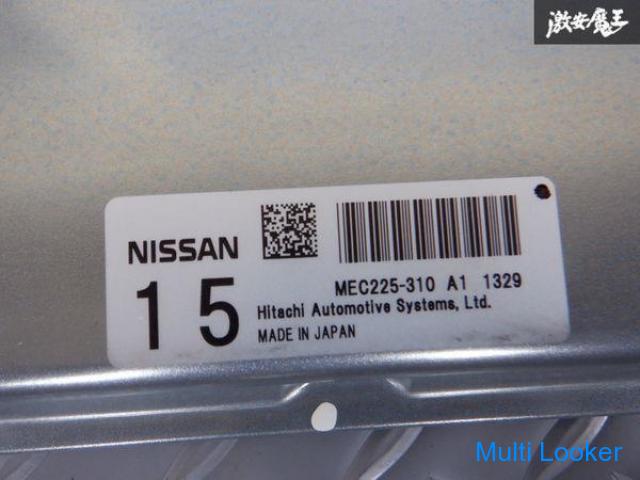 激安魔王
NISSAN
15
MEC225-310 A1 1329
Hitachi Automotive Systems, Ltd.
MADE IN JAPAN
Multi Looker